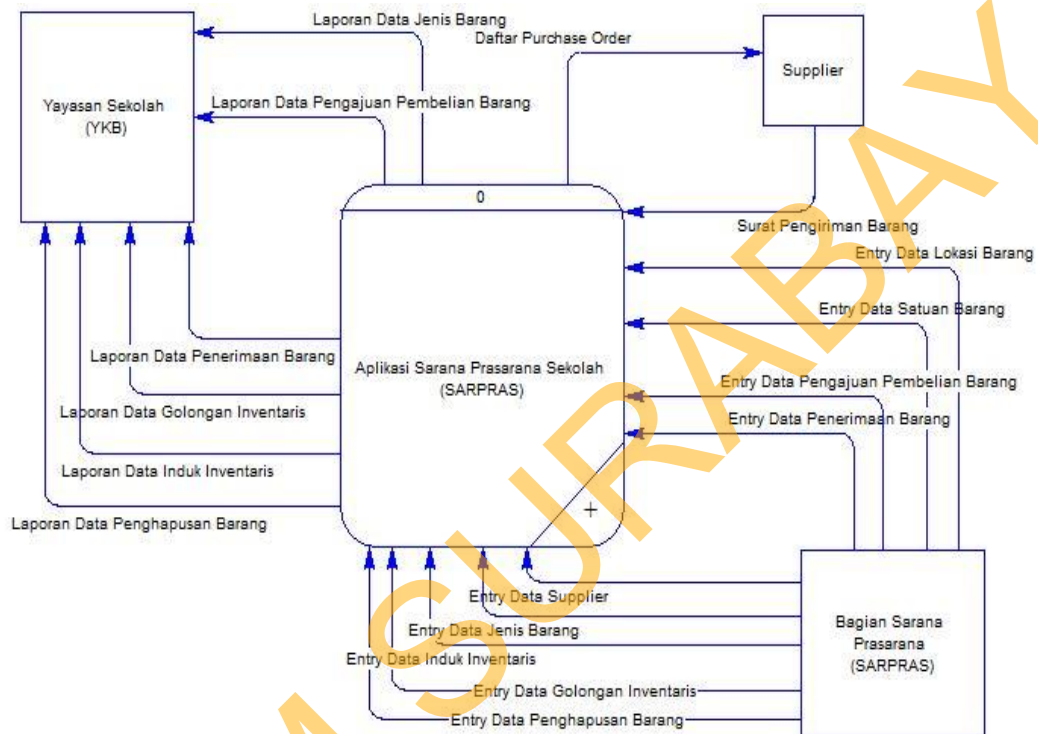 Laporan Data Jenis Barang
Daftar Purchase Order
Supplier
Yayasan Sekolah
(YKB)
Laporan Data Pengajuan Pembelian Barang
0
Surat Pengiriman Barang
Entry Data Lokasi Barang
Entry Data Satuan Barang
Laporan Data Penerimaan Barang
Aplikasi Sarana Prasarana Sekolah
(SARPRAS)
Entry Data Pengajuan Pembelian Barang
Laporan Data Golongan Inventaris
Entry Data Penerimaan Barang
Laporan Data Induk Inventaris
+
Laporan Data Penghapusan Barang
Entry Data Supplier
Bagian Sarana
Prasarana
(SARPRAS)
Entry Data Jenis Barang
Entry Data Induk Inventaris
Entry Data Golongan Inventaris
Entry Data Penghapusan Barang
M SURABAY